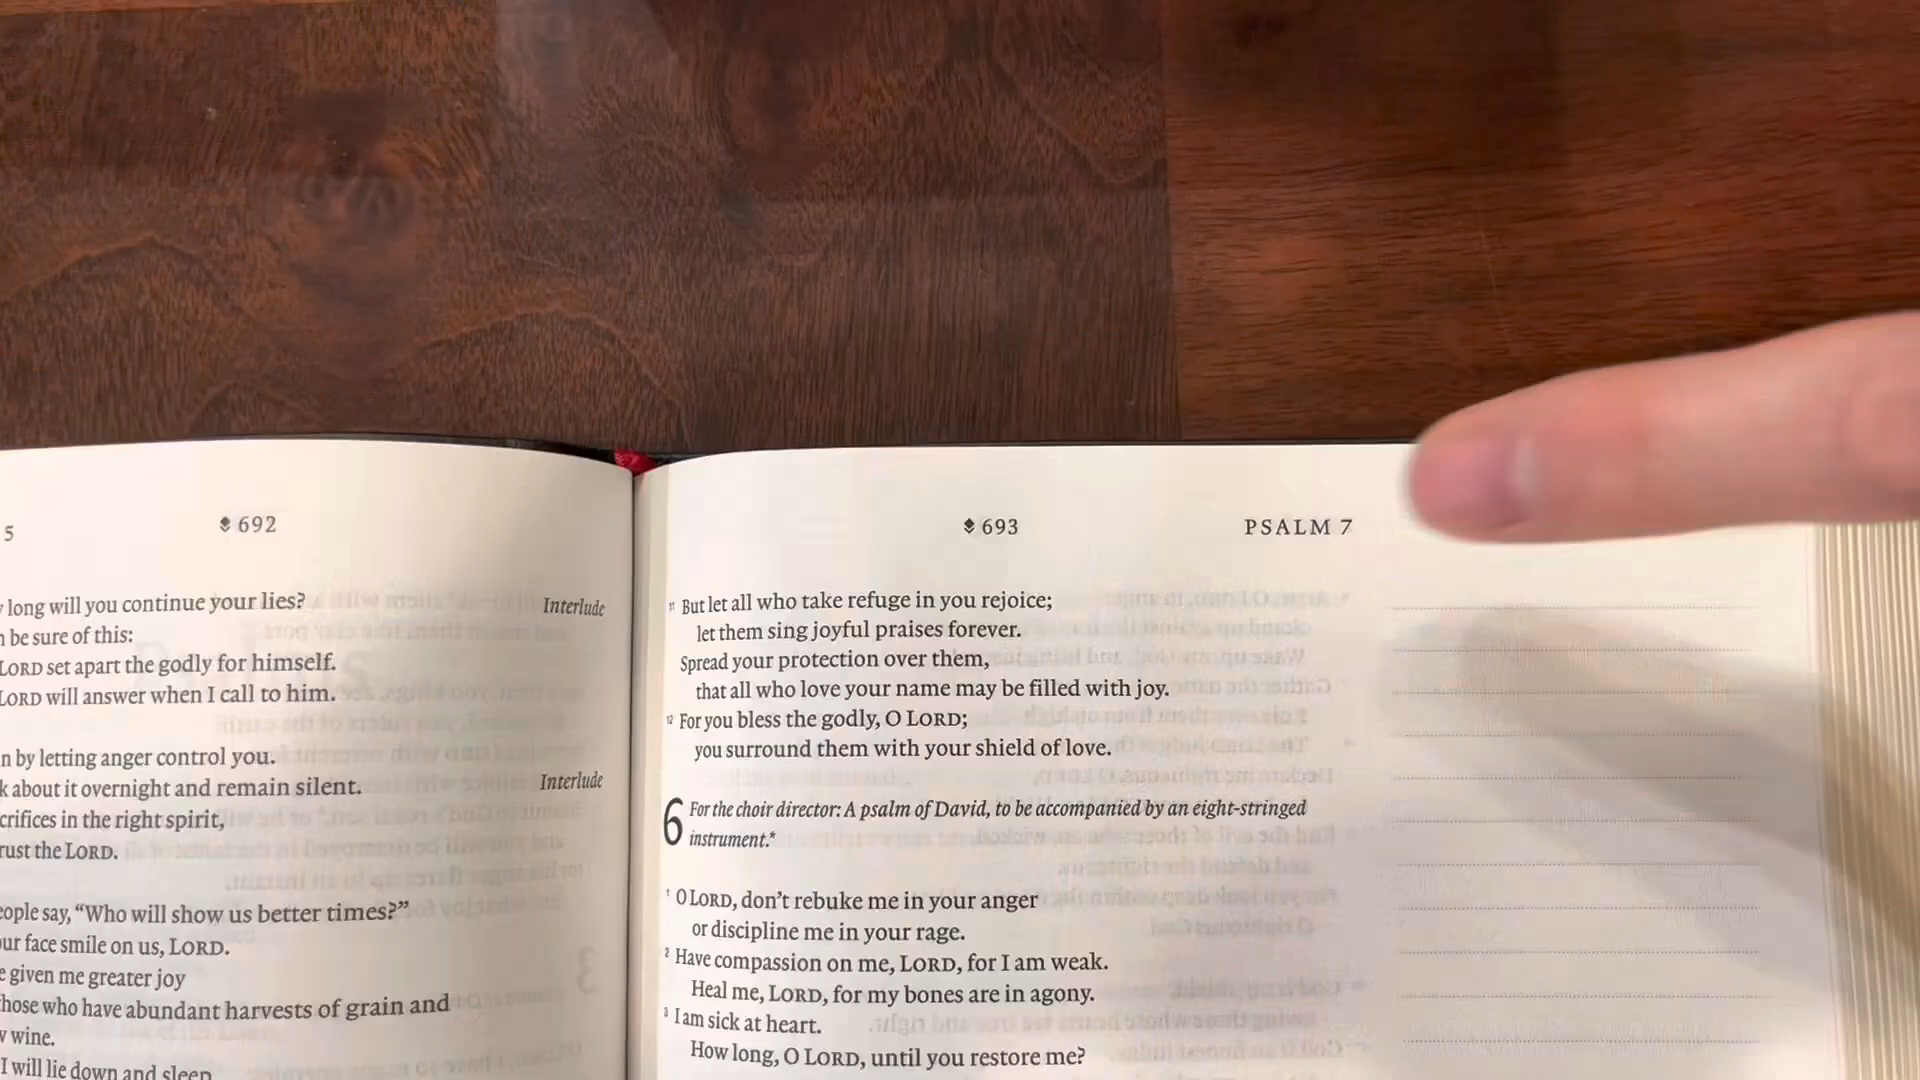 5
692
long will you continue your lies?
Interlude
be sure of this:
LORD set apart the godly for himself.
LORD will answer when I call to him.
by letting anger control you.
about it overnight and remain silent.
Interlude
in the right spirit,
the LORD.
say, “Who will show us better times?”
face smile on us, LORD.
given me greater joy
who have abundant harvests of grain and
wine.
I will lie down and sleep
693
PSALM 7
11 But let all who take refuge in you rejoice;
let them sing joyful praises forever.
Spread your protection over them,
that all who love your name may be filled with joy.
12 For you bless the godly, O LORD;
you surround them with your shield of love.
6 For the choir director: A psalm of David, to be accompanied by an eight-stringed
instrument.*
1 O LORD, don’t rebuke me in your anger
or discipline me in your rage.
2 Have compassion on me, LORD, for I am weak.
Heal me, LORD, for my bones are in agony.
3 I am sick at heart.
How long, O LORD, until you restore me?